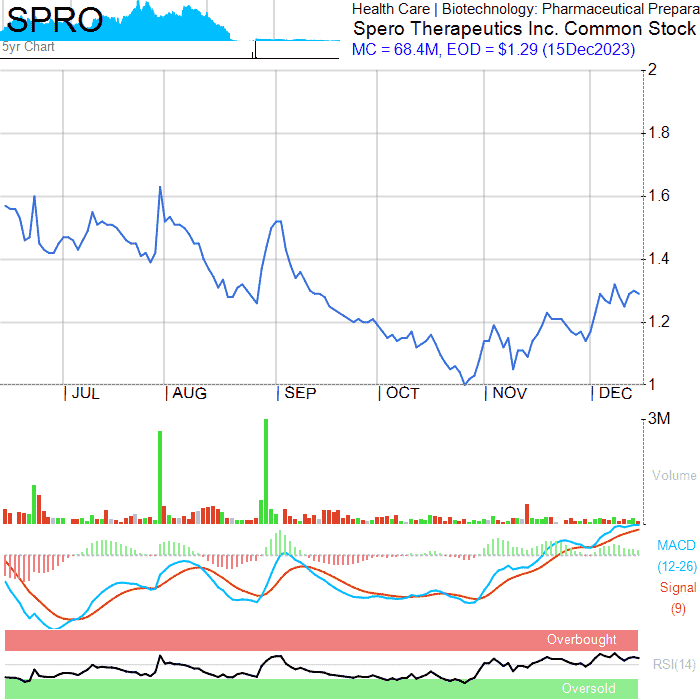 SPRO
5yr Chart
Health Care | Biotechnology: Pharmaceutical Prepara
Spero Therapeutics Inc. Common Stock
MC = 68.4M, EOD = $1.29 (15Dec2023)
2
1.8
1.6
1.4
1.2
1
| JUL | AUG | SEP | OCT | NOV | DEC
3M
Volume
MACD
(12-26)
Signal
(9)
Overbought
RSI(14)
Oversold